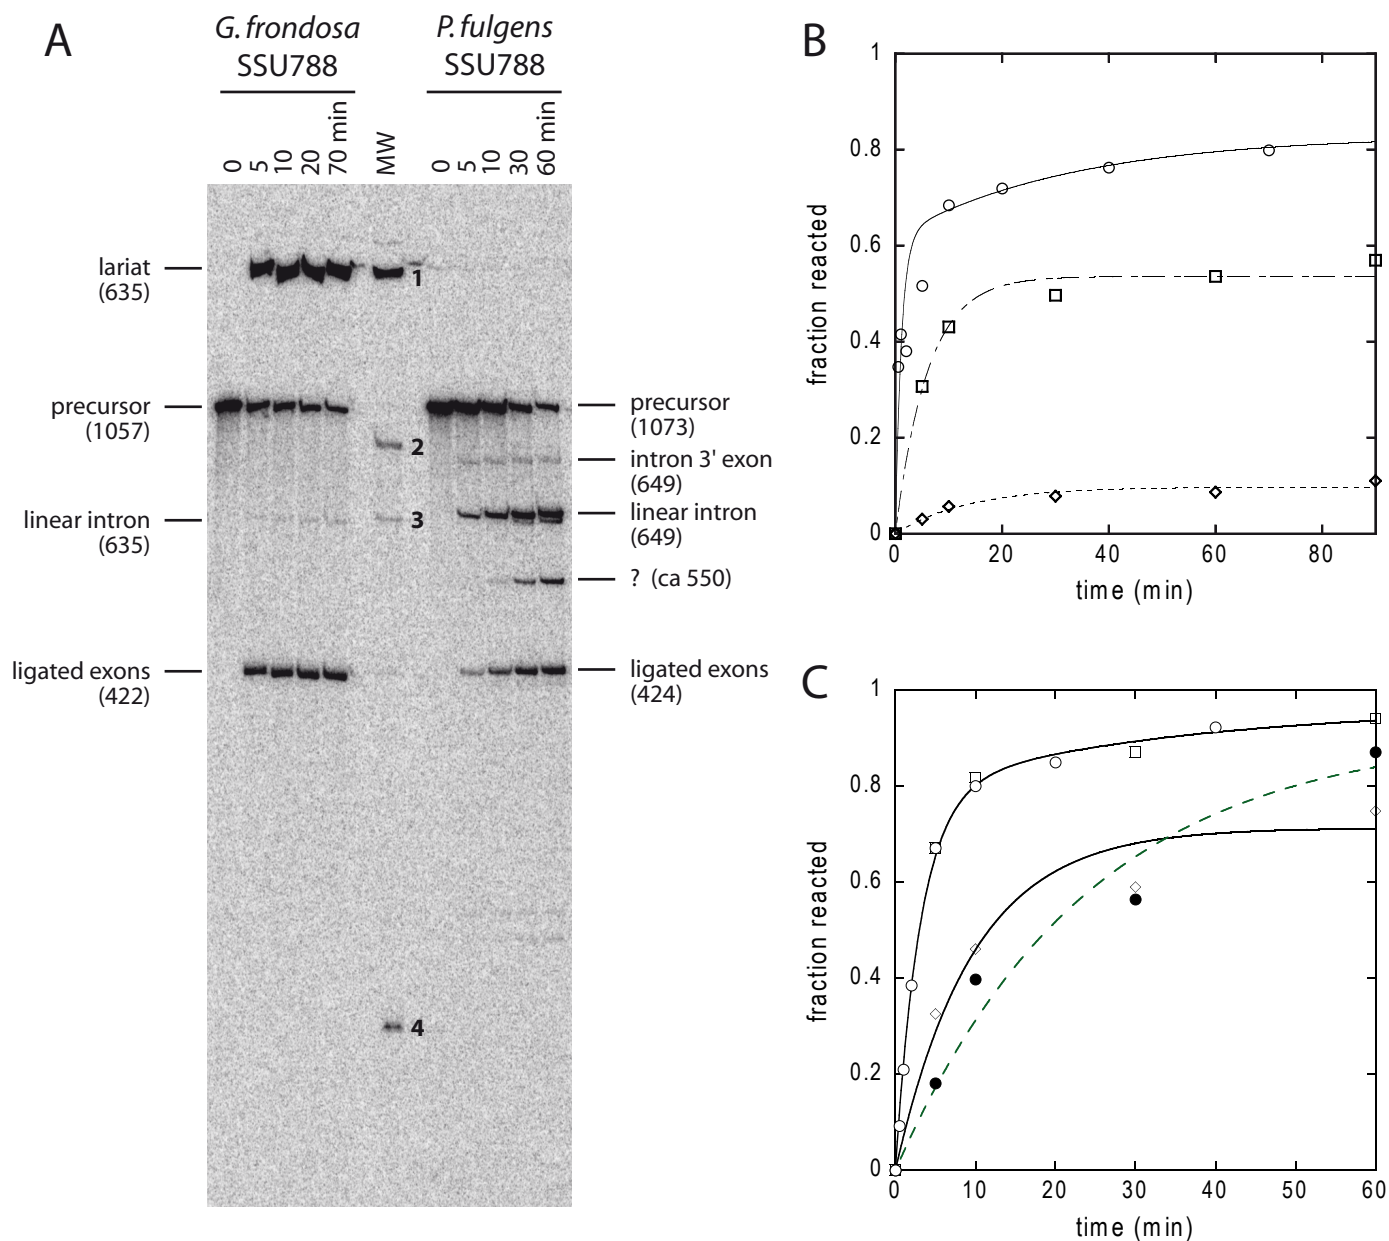 A
G. frondosa
SSU788
P. fulgens
SSU788
0
5
10
20
70 min
MW
0
5
10
30
60 min
lariat
(635)
precursor
(1057)
linear intron
(635)
ligated exons
(422)
1
2
3
4
precursor
(1073)
intron 3' exon
(649)
linear intron
(649)
? (ca 550)
ligated exons
(424)
B
fraction reacted
1
0.8
0.6
0.4
0.2
0
0 20 40 60 80
time (min)
C
fraction reacted
1
0.8
0.6
0.4
0.2
0
0 10 20 30 40 50 60
time (min)